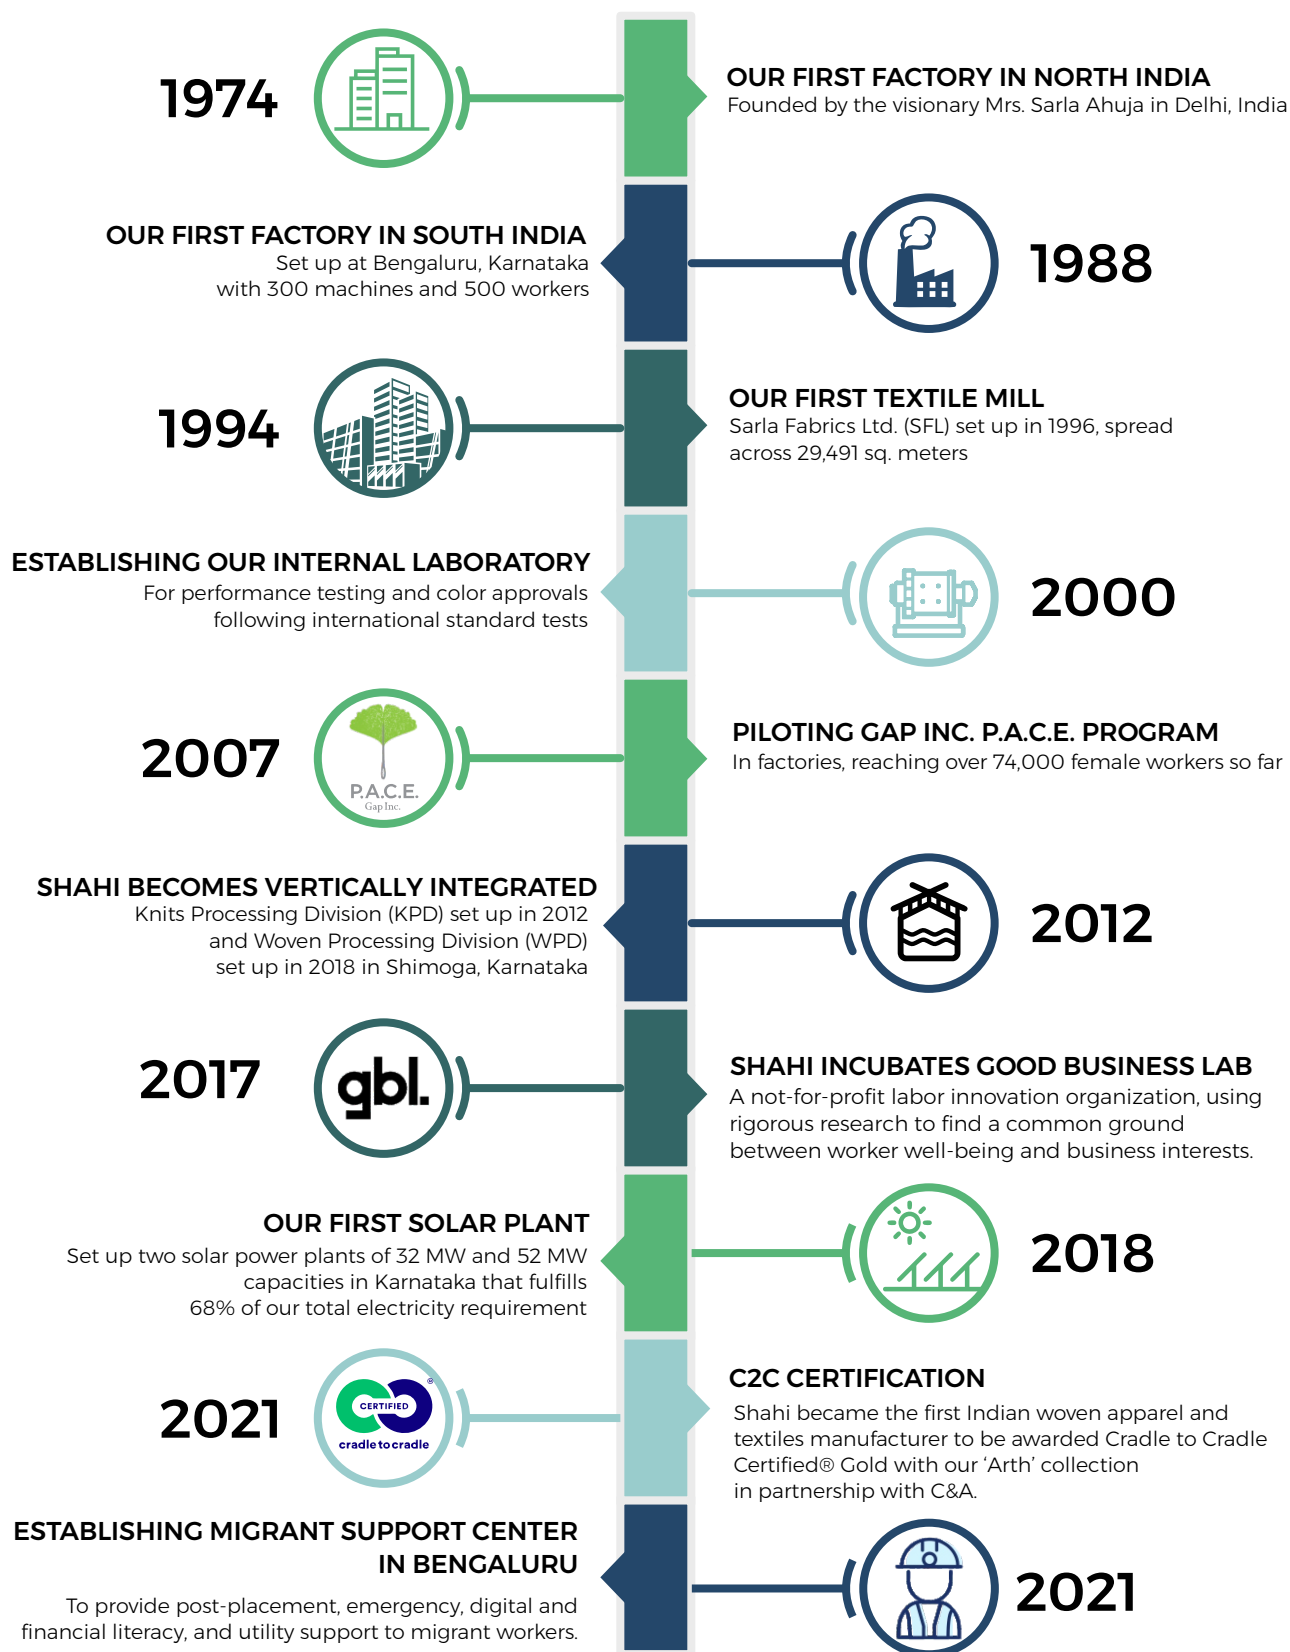 1974
OUR FIRST FACTORY IN NORTH INDIA
Founded by the visionary Mrs. Sarla Ahuja in Delhi, India
OUR FIRST FACTORY IN SOUTH INDIA
Set up at Bengaluru, Karnataka
with 300 machines and 500 workers
1988
1994
OUR FIRST TEXTILE MILL
Sarla Fabrics Ltd. (SFL) set up in 1996, spread
across 29,491 sq. meters
ESTABLISHING OUR INTERNAL LABORATORY
For performance testing and color approvals
following international standard tests
2000
2007
P.A.C.E.
Gap Inc.
PILOTING GAP INC. P.A.C.E. PROGRAM
In factories, reaching over 74,000 female workers so far
SHAHI BECOMES VERTICALLY INTEGRATED
Knits Processing Division (KPD) set up in 2012
and Woven Processing Division (WPD)
set up in 2018 in Shimoga, Karnataka
2012
2017
gbl.
SHAHI INCUBATES GOOD BUSINESS LAB
A not-for-profit labor innovation organization, using
rigorous research to find a common ground
between worker well-being and business interests.
OUR FIRST SOLAR PLANT
Set up two solar power plants of 32 MW and 52 MW
capacities in Karnataka that fulfills
68% of our total electricity requirement
2018
2021
CERTIFIED
®
cradle to cradle
C2C CERTIFICATION
Shahi became the first Indian woven apparel and
textiles manufacturer to be awarded Cradle to Cradle
Certified® Gold with our ‘Arth’ collection
in partnership with C&A.
ESTABLISHING MIGRANT SUPPORT CENTER
IN BENGALURU
To provide post-placement, emergency, digital and
financial literacy, and utility support to migrant workers.
2021